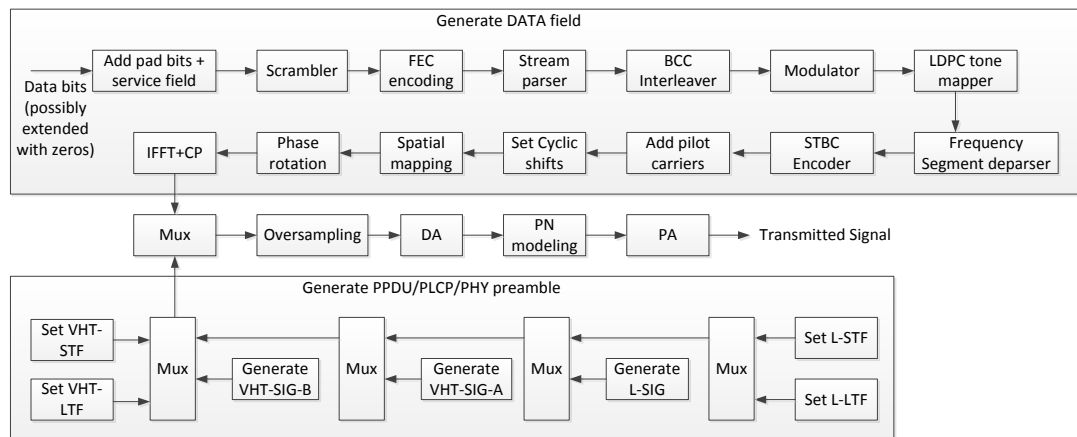 Generate DATA field
Data bits
(possibly
extended
with zeros)
Add pad bits +
service field
Scrambler
FEC
encoding
Stream
parser
BCC
Interleaver
Modulator
LDPC tone
mapper
IFFT+CP
Phase
rotation
Spatial
mapping
Set Cyclic
shifts
Add pilot
carriers
STBC
Encoder
Frequency
Segment deparser
Mux
Oversampling
DA
PN
modeling
PA
Transmitted Signal
Generate PPDU/PLCP/PHY preamble
Set VHT-
STF
Set VHT-
LTF
Mux
Generate
VHT-SIG-B
Mux
Generate
VHT-SIG-A
Mux
Generate
L-SIG
Mux
Set L-STF
Set L-LTF